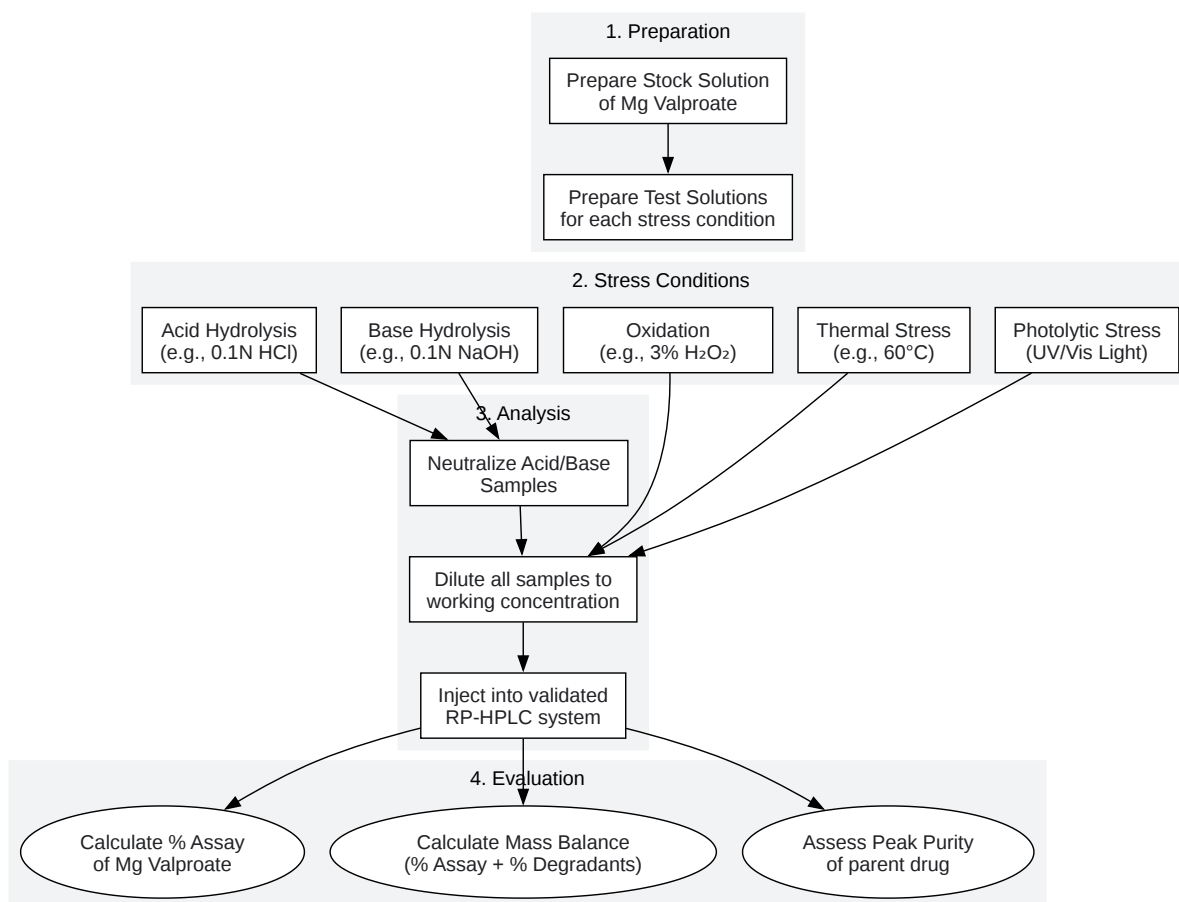 1. Preparation
Prepare Stock Solution
of Mg Valproate
Prepare Test Solutions
for each stress condition
2. Stress Conditions
Acid Hydrolysis
(e.g., 0.1N HCl)
Base Hydrolysis
(e.g., 0.1N NaOH)
Oxidation
(e.g., 3% H₂O₂)
Thermal Stress
(e.g., 60°C)
Photolytic Stress
(UV/Vis Light)
3. Analysis
Neutralize Acid/Base
Samples
Dilute all samples to
working concentration
Inject into validated
RP-HPLC system
4. Evaluation
Calculate % Assay
of Mg Valproate
Calculate Mass Balance
(% Assay + % Degradants)
Assess Peak Purity
of parent drug